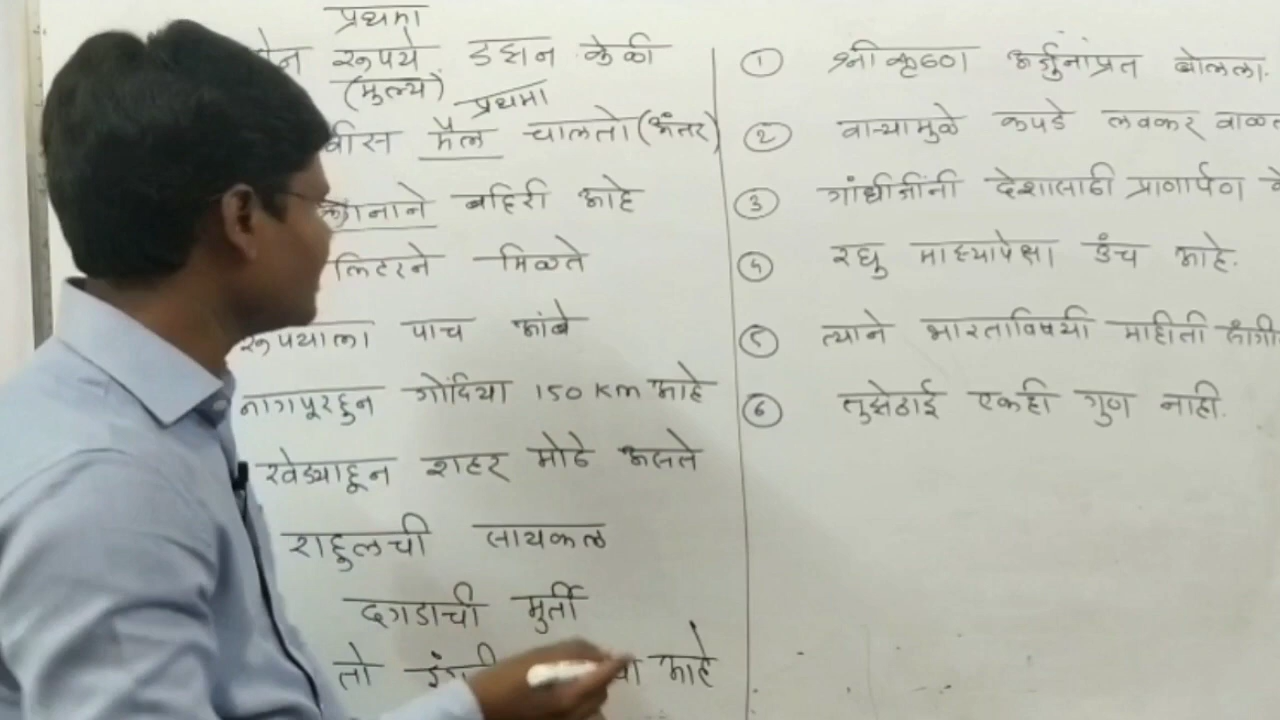 प्रथमा
रूपये डझन केळी
(मुल्य)
प्रथमा
वीस मैल चालतो (अंतर)
बहिरी आहे
लिटरने मिळते
रूपयाला पाच आंबे
नागपूरहुन गोंदिया 150 Km आहे
खेड्याहून शहर मोठे असते
राहुलची सायकल
दगडाची मुर्ती
तो आहे
① श्रीकृष्ण अर्जुनांप्रत बोलला.
② वाऱ्यामुळे कपडे लवकर
③ गांधीजींनी देशासाठी प्राणार्पण
④ रघु माझ्यापेक्षा उंच आहे.
⑤ त्याने भारताविषयी माहीती
⑥ तुझेठाई एकही गुण नाही.